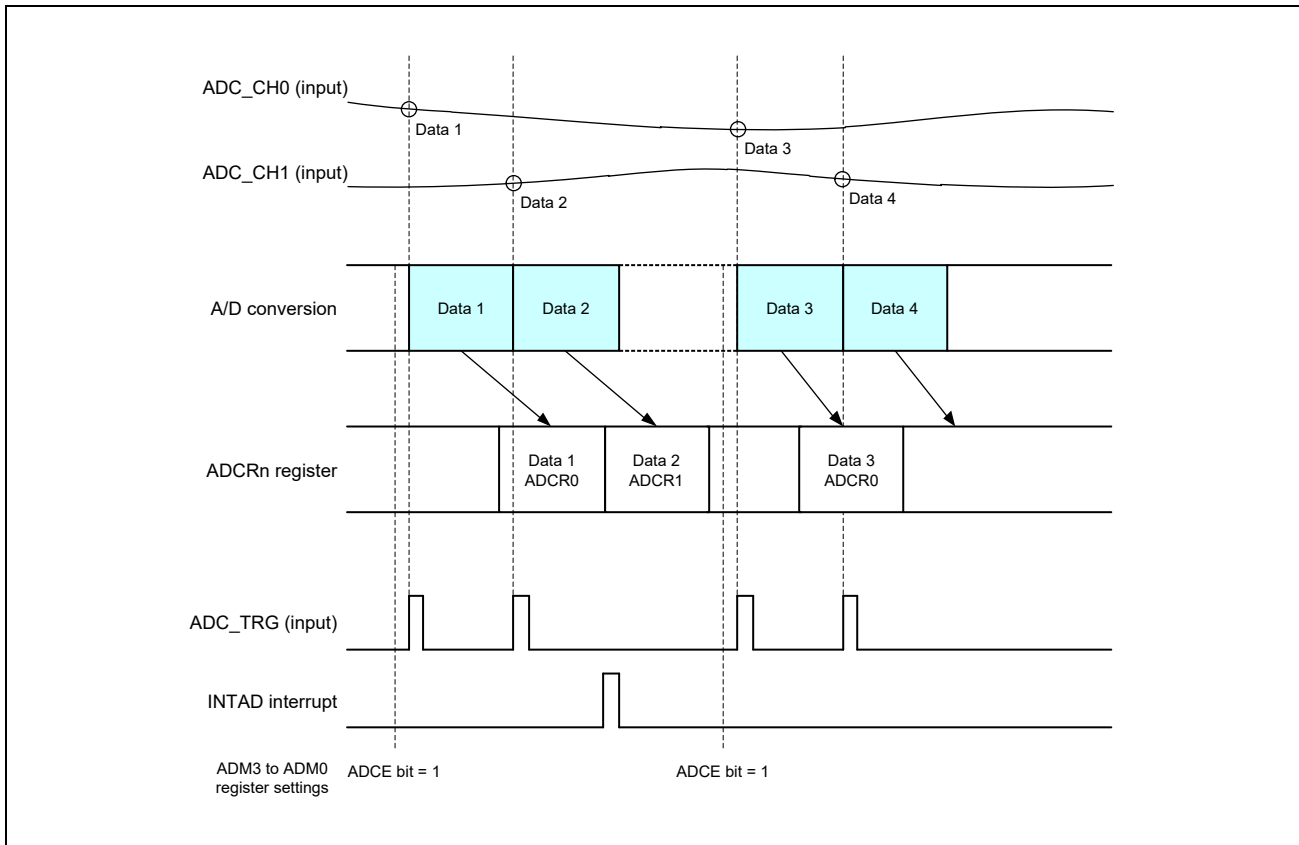 ADC_CH0 (input)
Data 1
Data 3
ADC_CH1 (input)
Data 2
Data 4
A/D conversion
Data 1
Data 2
Data 3
Data 4
ADCRn register
Data 1
ADCR0
Data 2
ADCR1
Data 3
ADCR0
ADC_TRG (input)
INTAD interrupt
ADM3 to ADM0
register settings
ADCE bit = 1
ADCE bit = 1